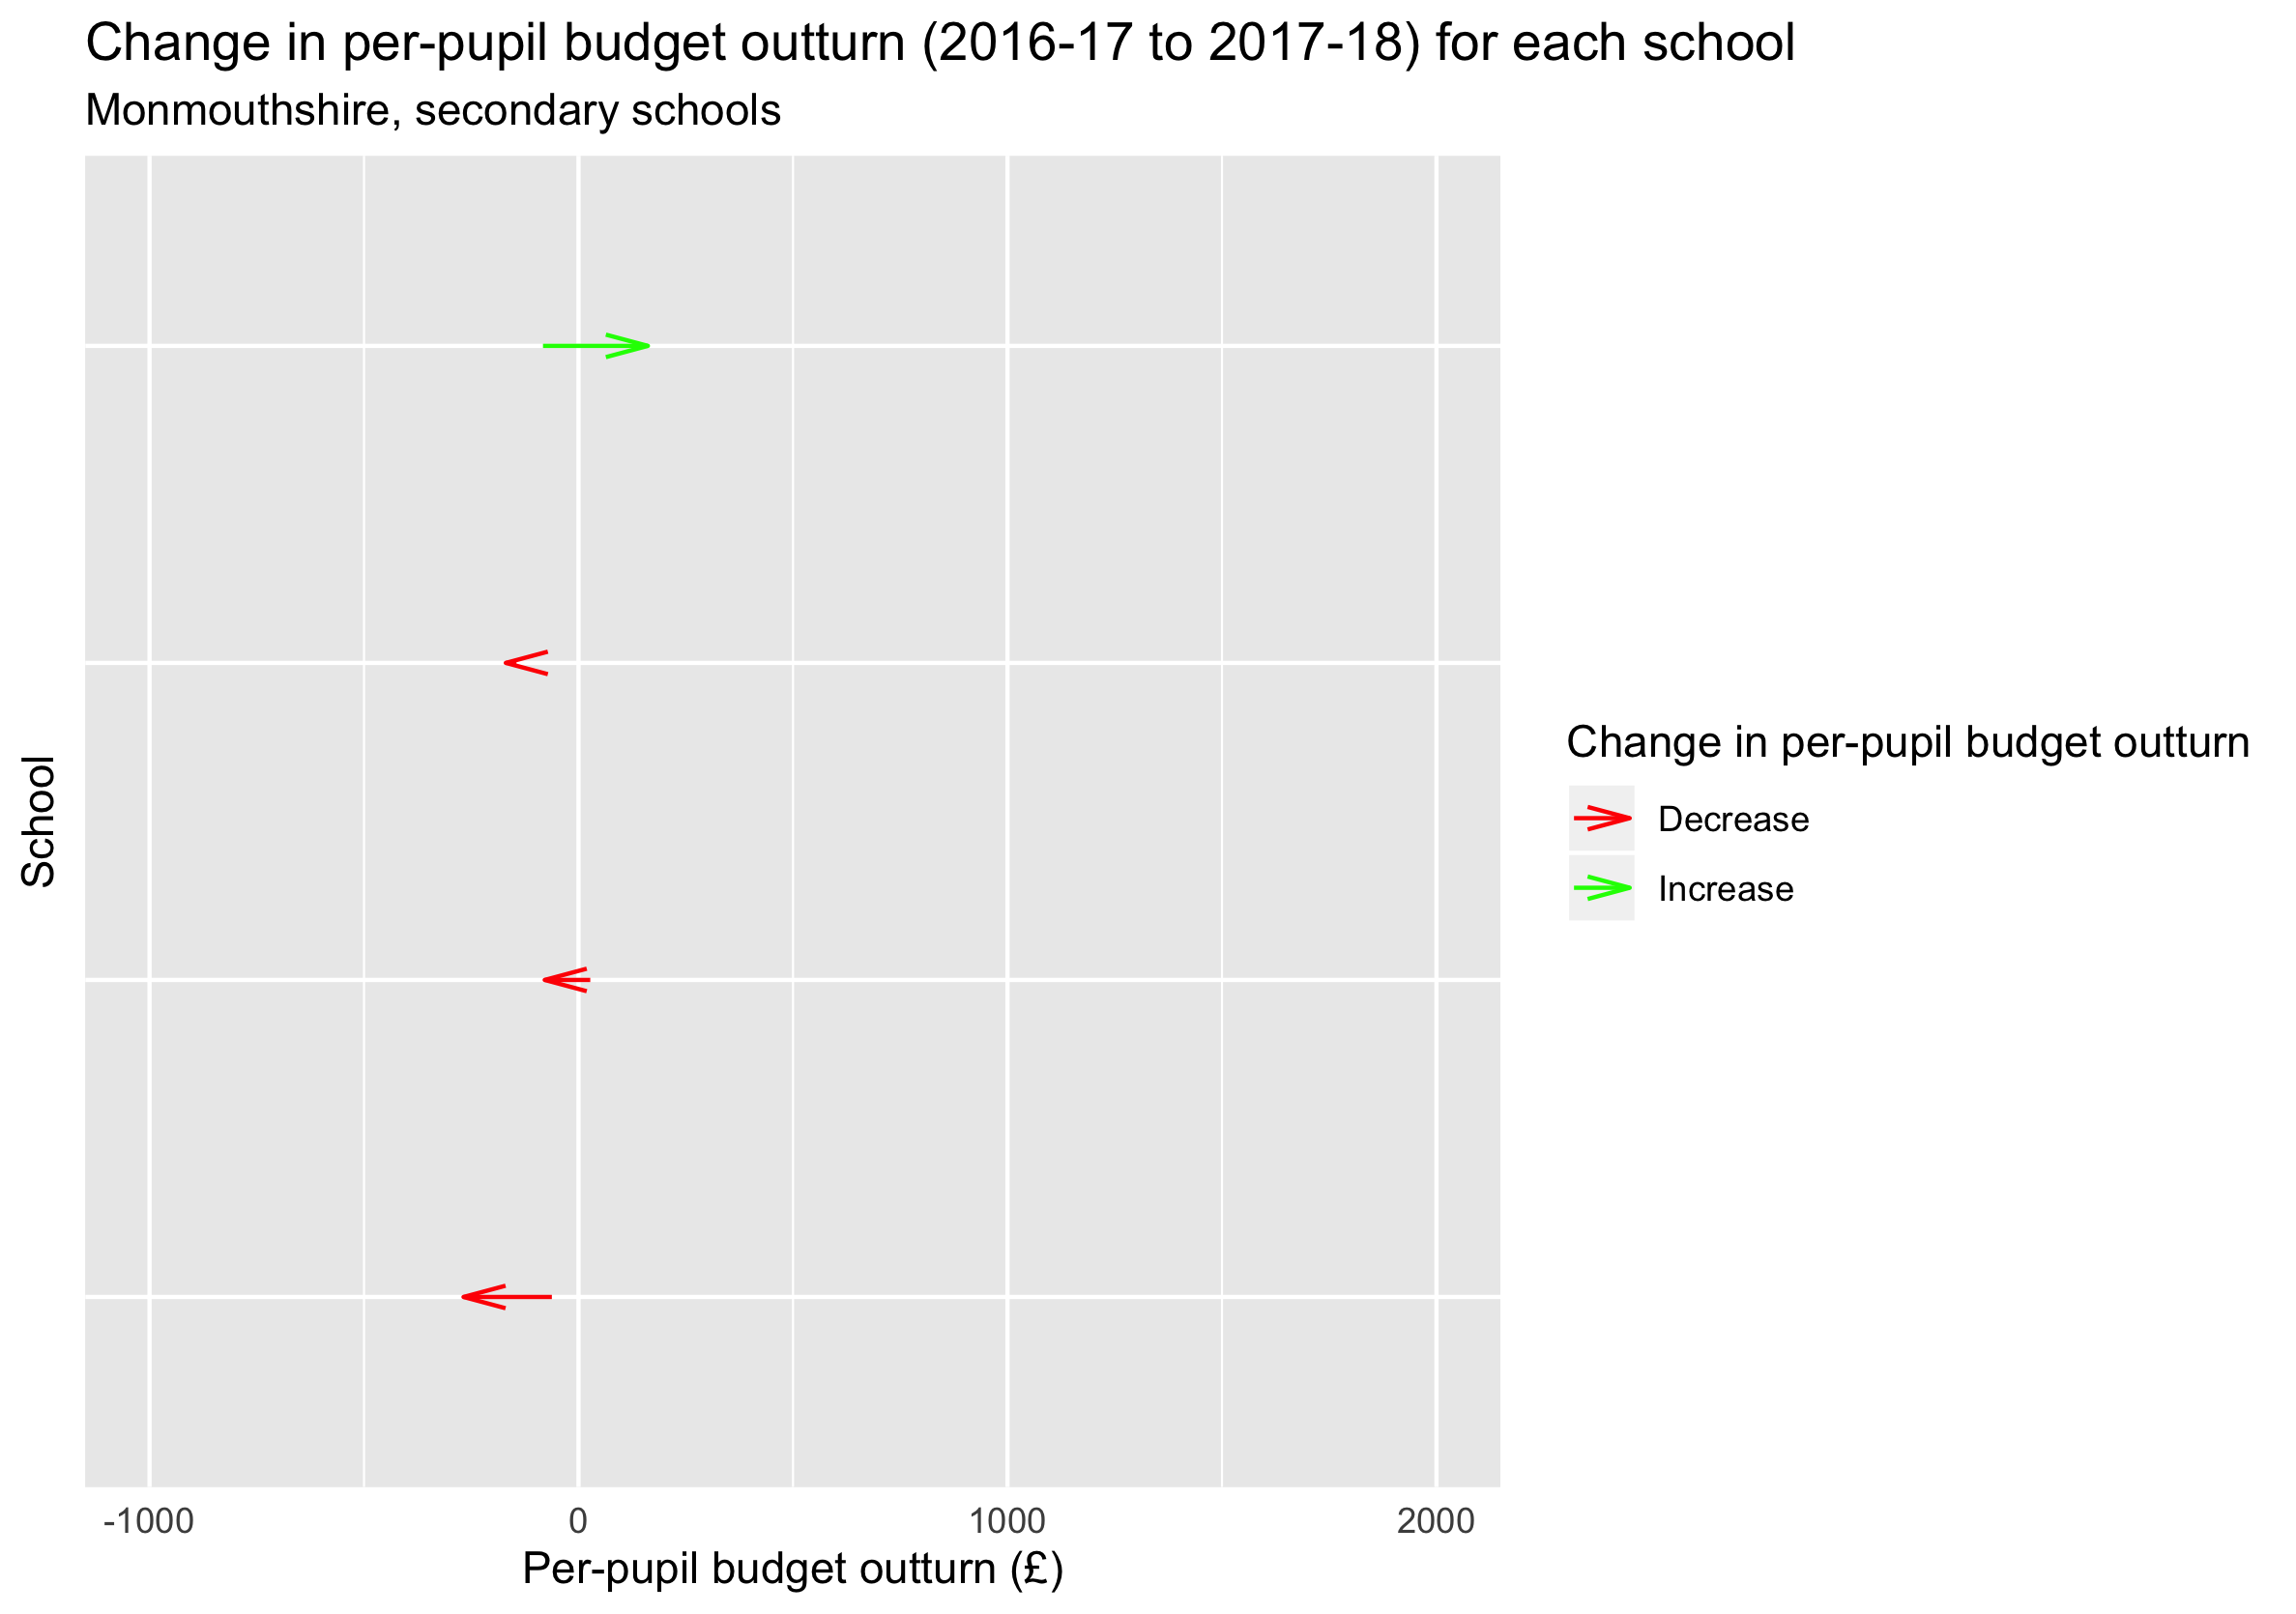 Change in per-pupil budget outturn (2016-17 to 2017-18) for each school
Monmouthshire, secondary schools
School
Change in per-pupil budget outturn
Decrease
Increase
-1000 0 1000 2000
Per-pupil budget outturn (£)